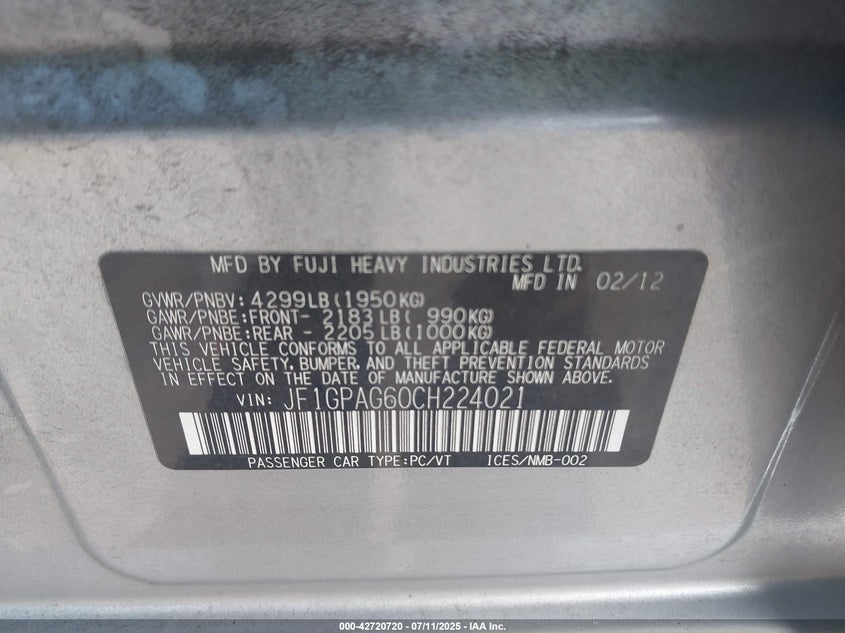 MFD BY FUJI HEAVY INDUSTRIES LTD.
MFD IN 02/12
GVWR/PNBV: 4299LB(1950KG)
GAWR/PNBE:FRONT- 2183LB( 990KG)
GAWR/PNBE:REAR - 2205LB(1000KG)
THIS VEHICLE CONFORMS TO ALL APPLICABLE FEDERAL MOTOR
VEHICLE SAFETY, BUMPER, AND THEFT PREVENTION STANDARDS
IN EFFECT ON THE DATE OF MANUFACTURE SHOWN ABOVE.
VIN: JF1GPAG60CH224021
PASSENGER CAR TYPE:PC/VT ICES/NMB-002
000-42720720 - 07/11/2025 - IAA Inc.